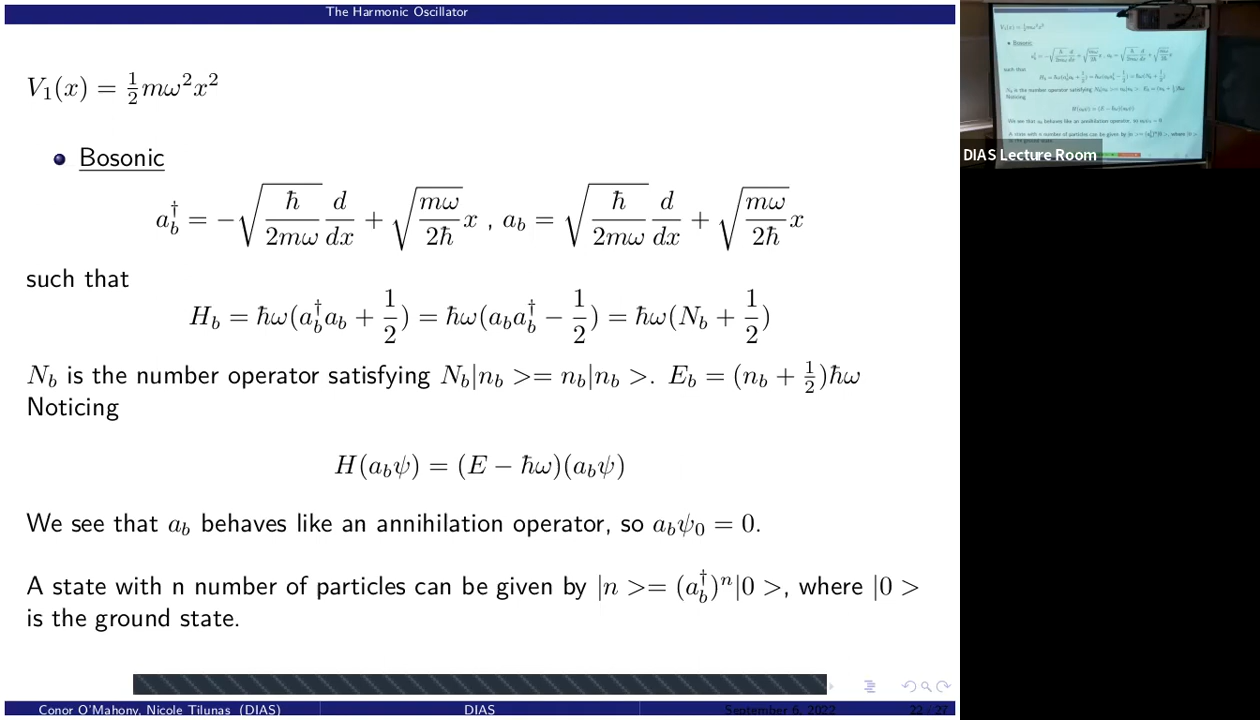 The Harmonic Oscillator
V₁(x) = ½mω²x²
Bosonic
a_b^† = −√(ħ/2mω) d/dx + √(mω/2ħ) x , a_b = √(ħ/2mω) d/dx + √(mω/2ħ) x
such that
H_b = ħω(a_b^† a_b + 1/2) = ħω(a_b a_b^† − 1/2) = ħω(N_b + 1/2)
N_b is the number operator satisfying N_b|n_b >= n_b|n_b >. E_b = (n_b + ½)ħω
Noticing
H(a_bψ) = (E − ħω)(a_bψ)
We see that a_b behaves like an annihilation operator, so a_bψ₀ = 0.
A state with n number of particles can be given by |n >= (a_b^†)ⁿ|0 >, where |0 >
is the ground state.
Conor O'Mahony, Nicole Tilunas (DIAS)
DIAS
September 6, 2022
22 / 27
DIAS Lecture Room